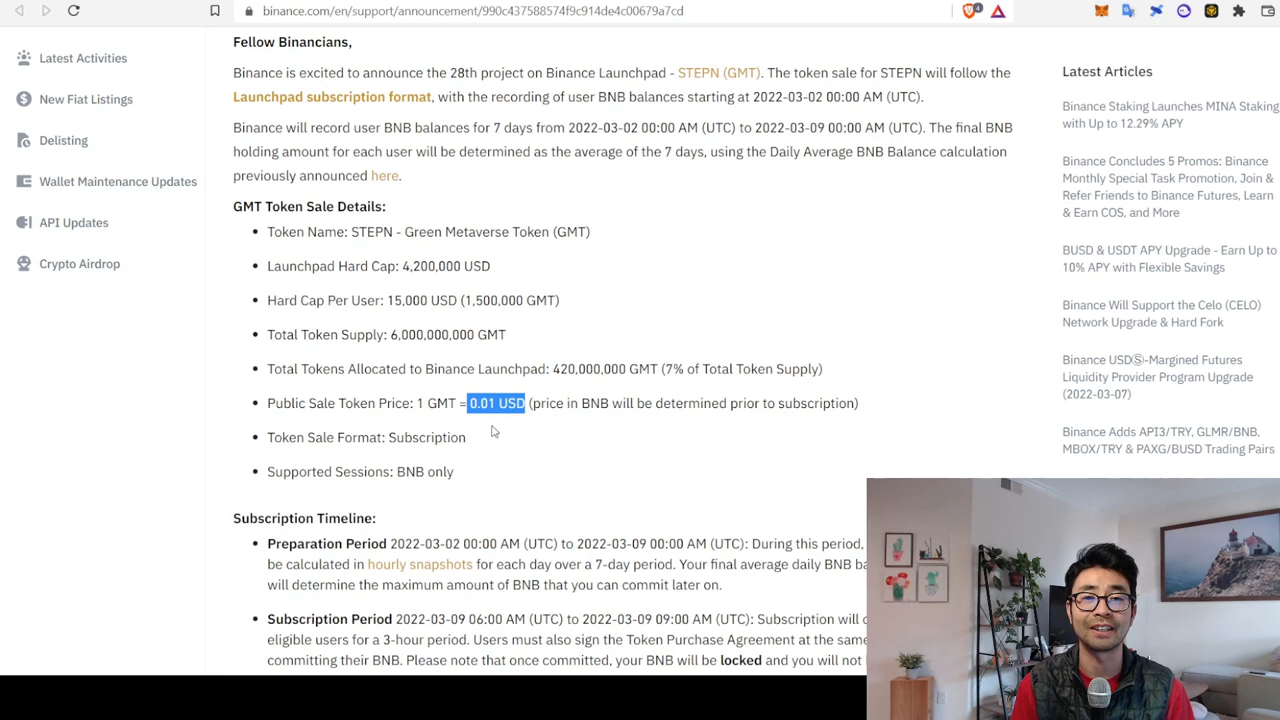 binance.com/en/support/announcement/990c437588574f9c914de4c00679a7cd
Latest Activities
New Fiat Listings
Delisting
Wallet Maintenance Updates
API Updates
Crypto Airdrop
Fellow Binancians,
Binance is excited to announce the 28th project on Binance Launchpad - STEPN (GMT). The token sale for STEPN will follow the
Launchpad subscription format, with the recording of user BNB balances starting at 2022-03-02 00:00 AM (UTC).
Binance will record user BNB balances for 7 days from 2022-03-02 00:00 AM (UTC) to 2022-03-09 00:00 AM (UTC). The final BNB
holding amount for each user will be determined as the average of the 7 days, using the Daily Average BNB Balance calculation
previously announced here.
GMT Token Sale Details:
• Token Name: STEPN - Green Metaverse Token (GMT)
• Launchpad Hard Cap: 4,200,000 USD
• Hard Cap Per User: 15,000 USD (1,500,000 GMT)
• Total Token Supply: 6,000,000,000 GMT
• Total Tokens Allocated to Binance Launchpad: 420,000,000 GMT (7% of Total Token Supply)
• Public Sale Token Price: 1 GMT = 0.01 USD (price in BNB will be determined prior to subscription)
• Token Sale Format: Subscription
• Supported Sessions: BNB only
Subscription Timeline:
• Preparation Period 2022-03-02 00:00 AM (UTC) to 2022-03-09 00:00 AM (UTC): During this period,
be calculated in hourly snapshots for each day over a 7-day period. Your final average daily BNB ba
will determine the maximum amount of BNB that you can commit later on.
• Subscription Period 2022-03-09 06:00 AM (UTC) to 2022-03-09 09:00 AM (UTC): Subscription will o
eligible users for a 3-hour period. Users must also sign the Token Purchase Agreement at the same
committing their BNB. Please note that once committed, your BNB will be locked and you will not
Latest Articles
Binance Staking Launches MINA Staking
with Up to 12.29% APY
Binance Concludes 5 Promos: Binance
Monthly Special Task Promotion, Join &
Refer Friends to Binance Futures, Learn
& Earn COS, and More
BUSD & USDT APY Upgrade - Earn Up to
10% APY with Flexible Savings
Binance Will Support the Celo (CELO)
Network Upgrade & Hard Fork
Binance USDⓈ-Margined Futures
Liquidity Provider Program Upgrade
(2022-03-07)
Binance Adds API3/TRY, GLMR/BNB,
MBOX/TRY & PAXG/BUSD Trading Pairs